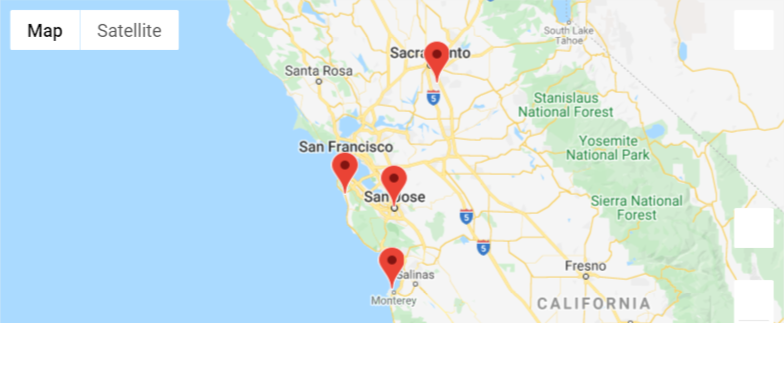 Map Satellite
South Lake
Tahoe
Sacramento
Santa Rosa
5
Stanislaus
National Forest
Yosemite
National Park
San Francisco
San Jose
Sierra National
Forest
5
5
Salinas
Fresno
Monterey
CALIFORNIA